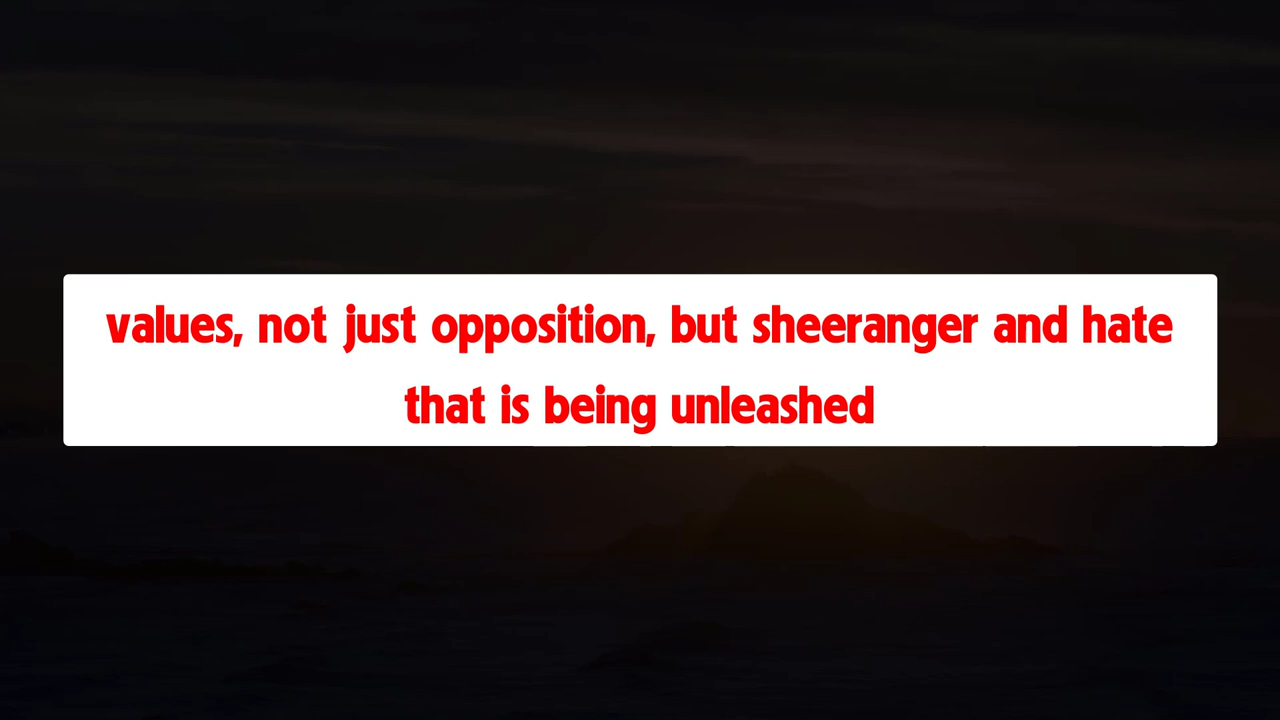 values, not just opposition, but sheeranger and hate
that is being unleashed